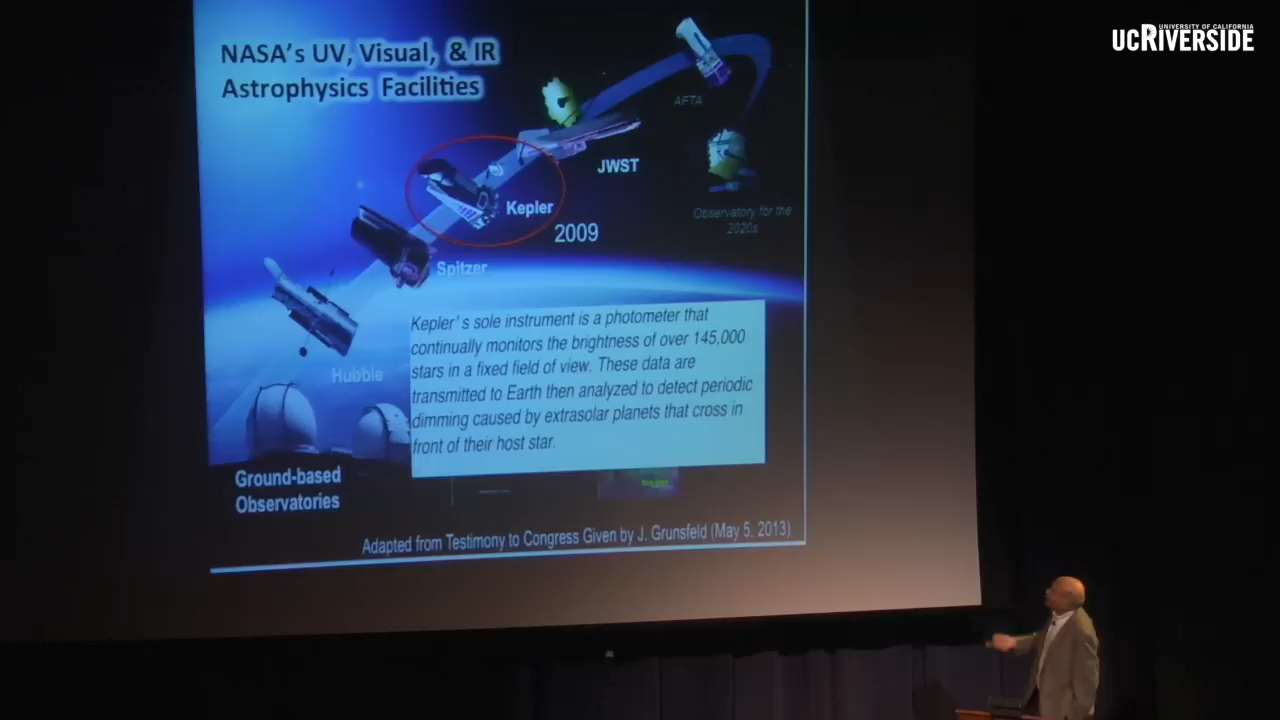 UNIVERSITY OF CALIFORNIA
UCRIVERSIDE
NASA's UV, Visual, & IR
Astrophysics Facilities
AFTA
JWST
Kepler
2009
Observatory for the
2020s
Spitzer
Kepler's sole instrument is a photometer that
continually monitors the brightness of over 145,000
stars in a fixed field of view. These data are
transmitted to Earth then analyzed to detect periodic
dimming caused by extrasolar planets that cross in
front of their host star.
Hubble
Ground-based
Observatories
Adapted from Testimony to Congress Given by J. Grunsfeld (May 5, 2013)